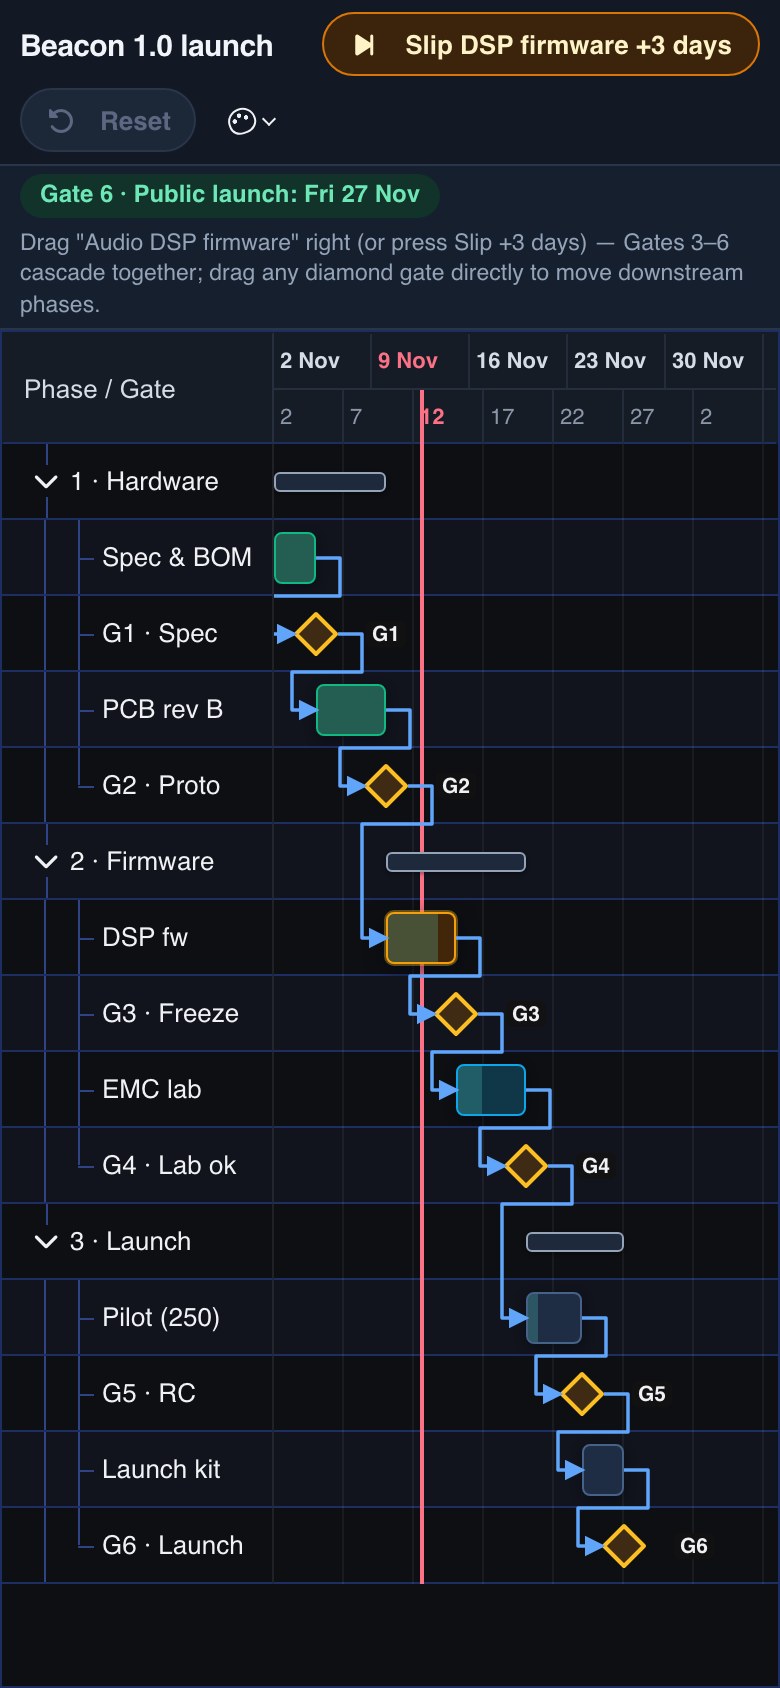 Beacon 1.0 launch
Slip DSP firmware +3 days
Reset
Gate 6 · Public launch: Fri 27 Nov
Drag "Audio DSP firmware" right (or press Slip +3 days) — Gates 3–6
cascade together; drag any diamond gate directly to move downstream
phases.
Phase / Gate
2 Nov 9 Nov 16 Nov 23 Nov 30 Nov
2 7 12 17 22 27 2
1 · Hardware
Spec & BOM
G1 · Spec G1
PCB rev B
G2 · Proto G2
2 · Firmware
DSP fw
G3 · Freeze G3
EMC lab
G4 · Lab ok G4
3 · Launch
Pilot (250)
G5 · RC G5
Launch kit
G6 · Launch G6